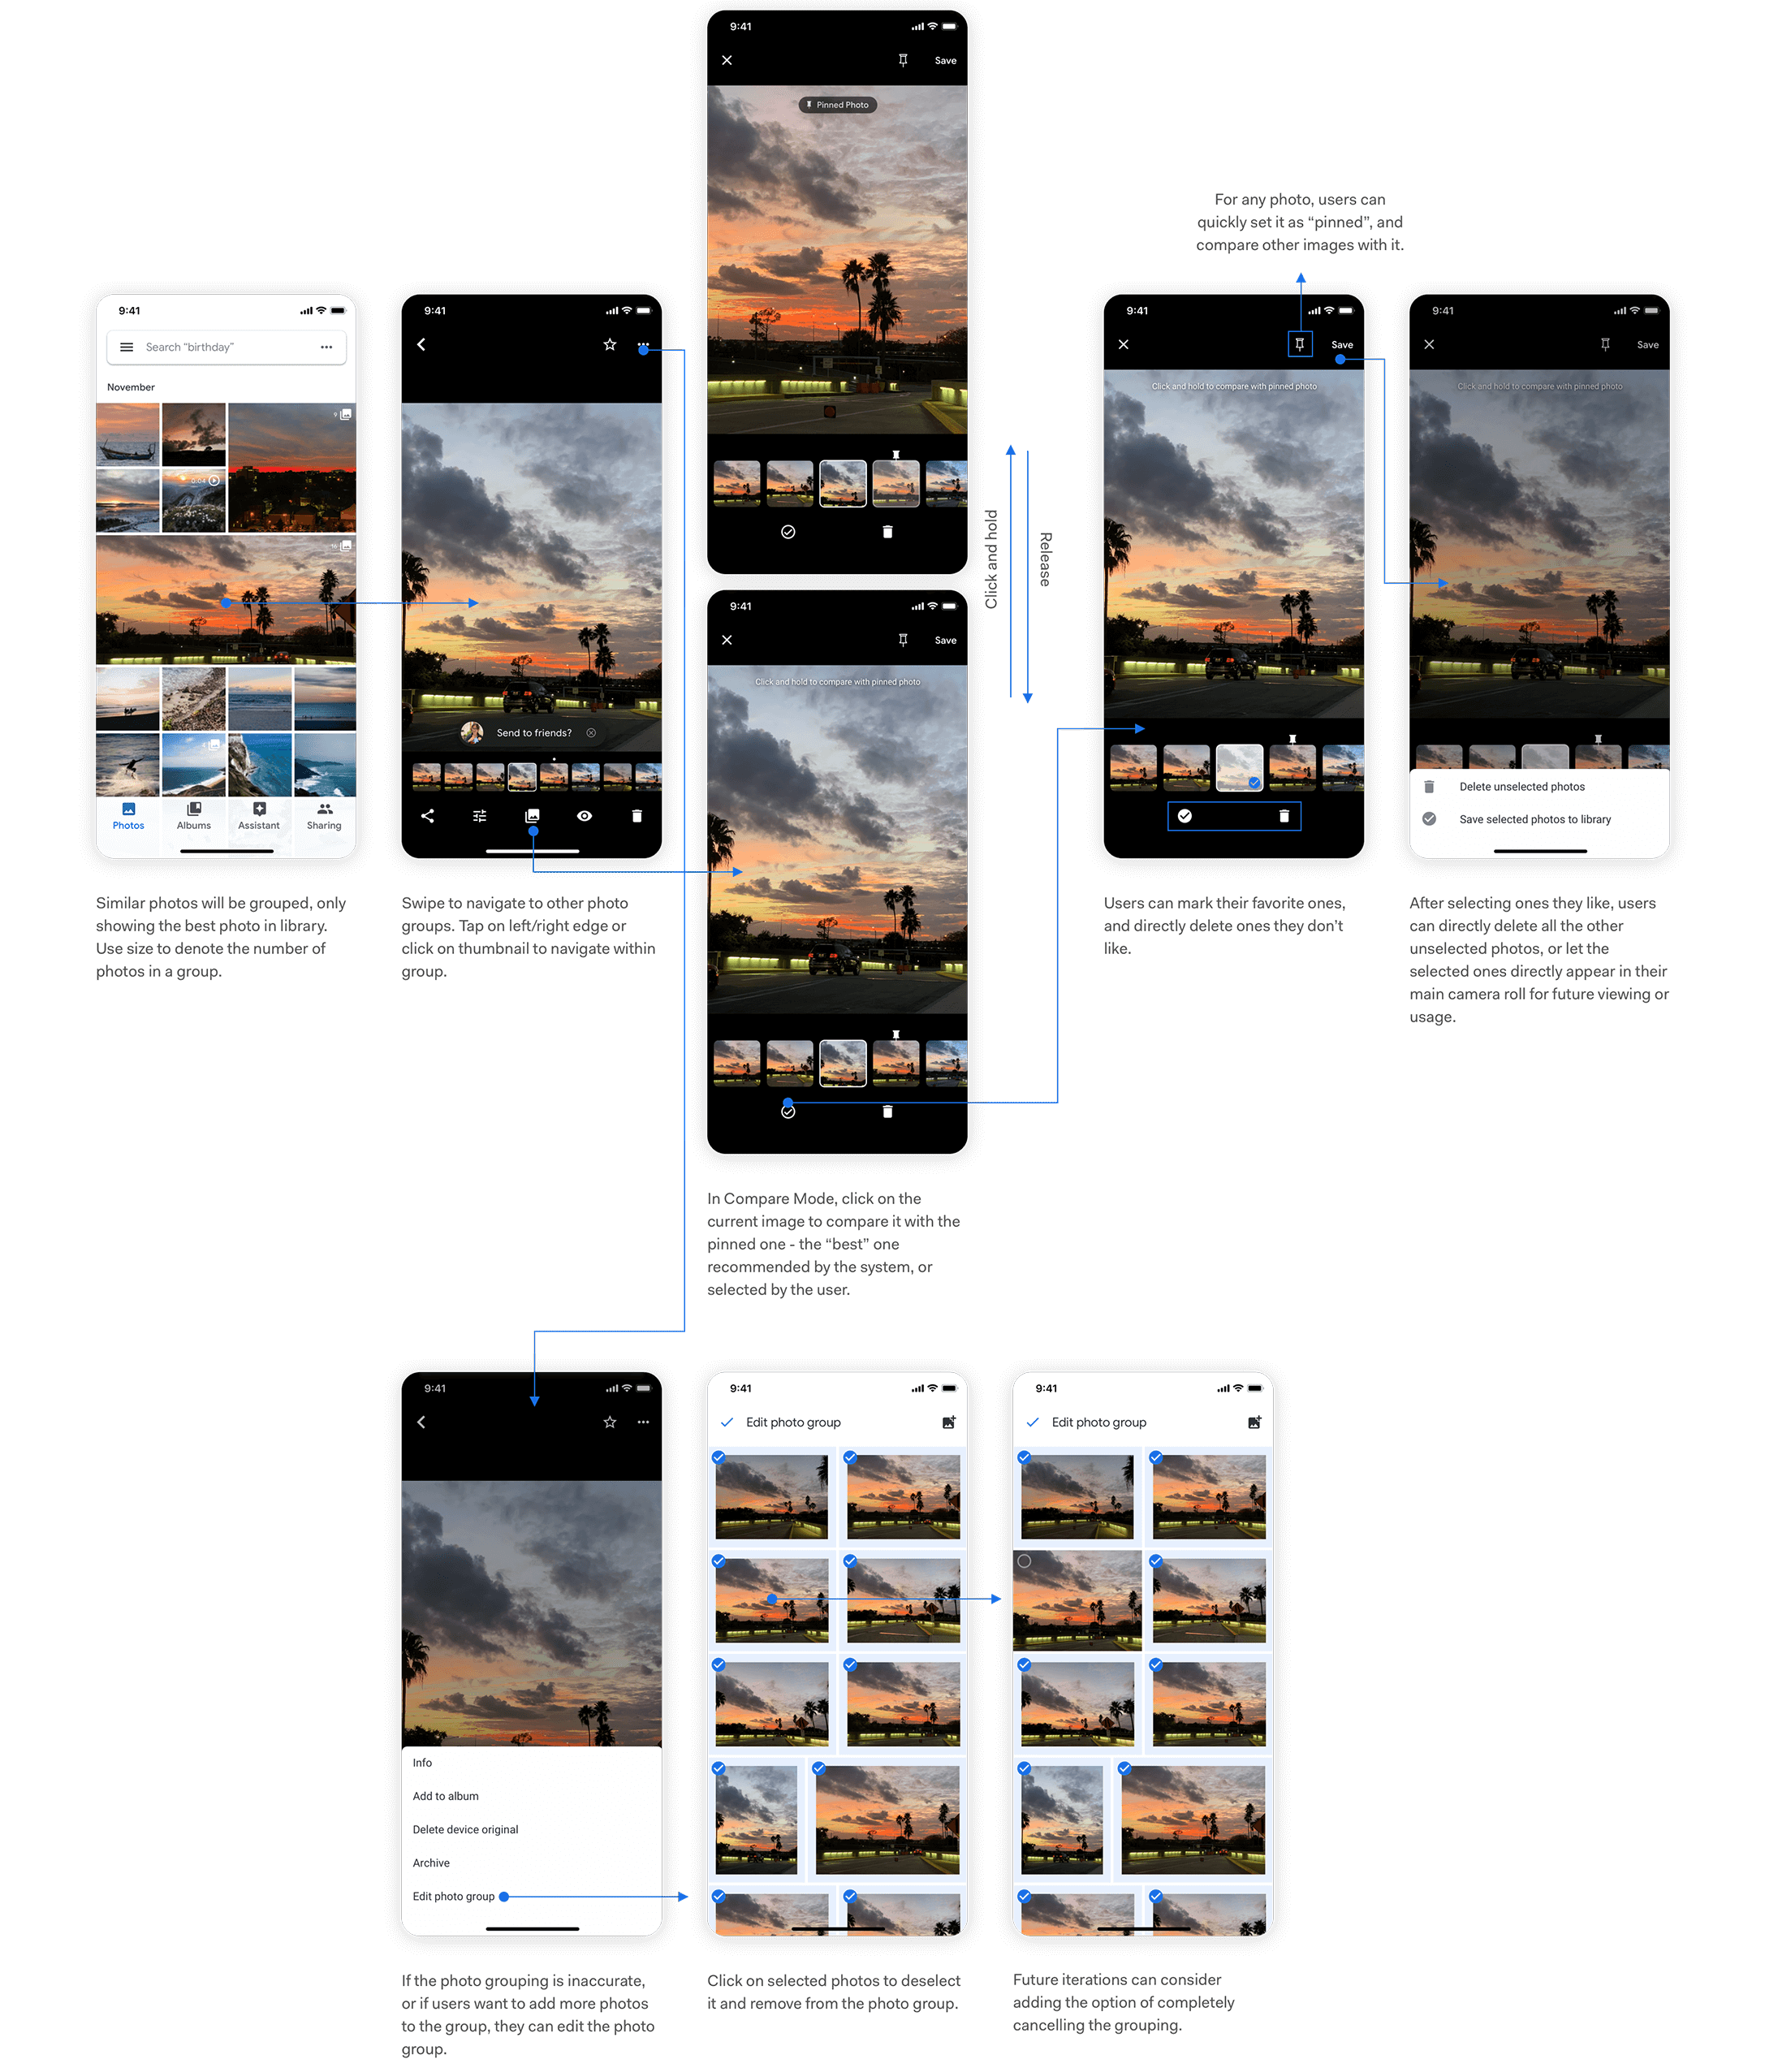 9:41
Save
Pinned Photo
For any photo, users can
quickly set it as “pinned”, and
compare other images with it.
9:41
Search “birthday”
November
9
0:04
15
Photos
Albums
Assistant
Sharing
Similar photos will be grouped, only
showing the best photo in library.
Use size to denote the number of
photos in a group.
9:41
Send to friends?
Swipe to navigate to other photo
groups. Tap on left/right edge or
click on thumbnail to navigate within
group.
Click and hold
Release
9:41
Save
Click and hold to compare with pinned photo
In Compare Mode, click on the
current image to compare it with the
pinned one - the “best” one
recommended by the system, or
selected by the user.
9:41
Save
Click and hold to compare with pinned photo
Users can mark their favorite ones,
and directly delete ones they don’t
like.
9:41
Save
Click and hold to compare with pinned photo
Delete unselected photos
Save selected photos to library
After selecting ones they like, users
can directly delete all the other
unselected photos, or let the
selected ones directly appear in their
main camera roll for future viewing or
usage.
9:41
Info
Add to album
Delete device original
Archive
Edit photo group
If the photo grouping is inaccurate,
or if users want to add more photos
to the group, they can edit the photo
group.
9:41
Edit photo group
Click on selected photos to deselect
it and remove from the photo group.
9:41
Edit photo group
Future iterations can consider
adding the option of completely
cancelling the grouping.